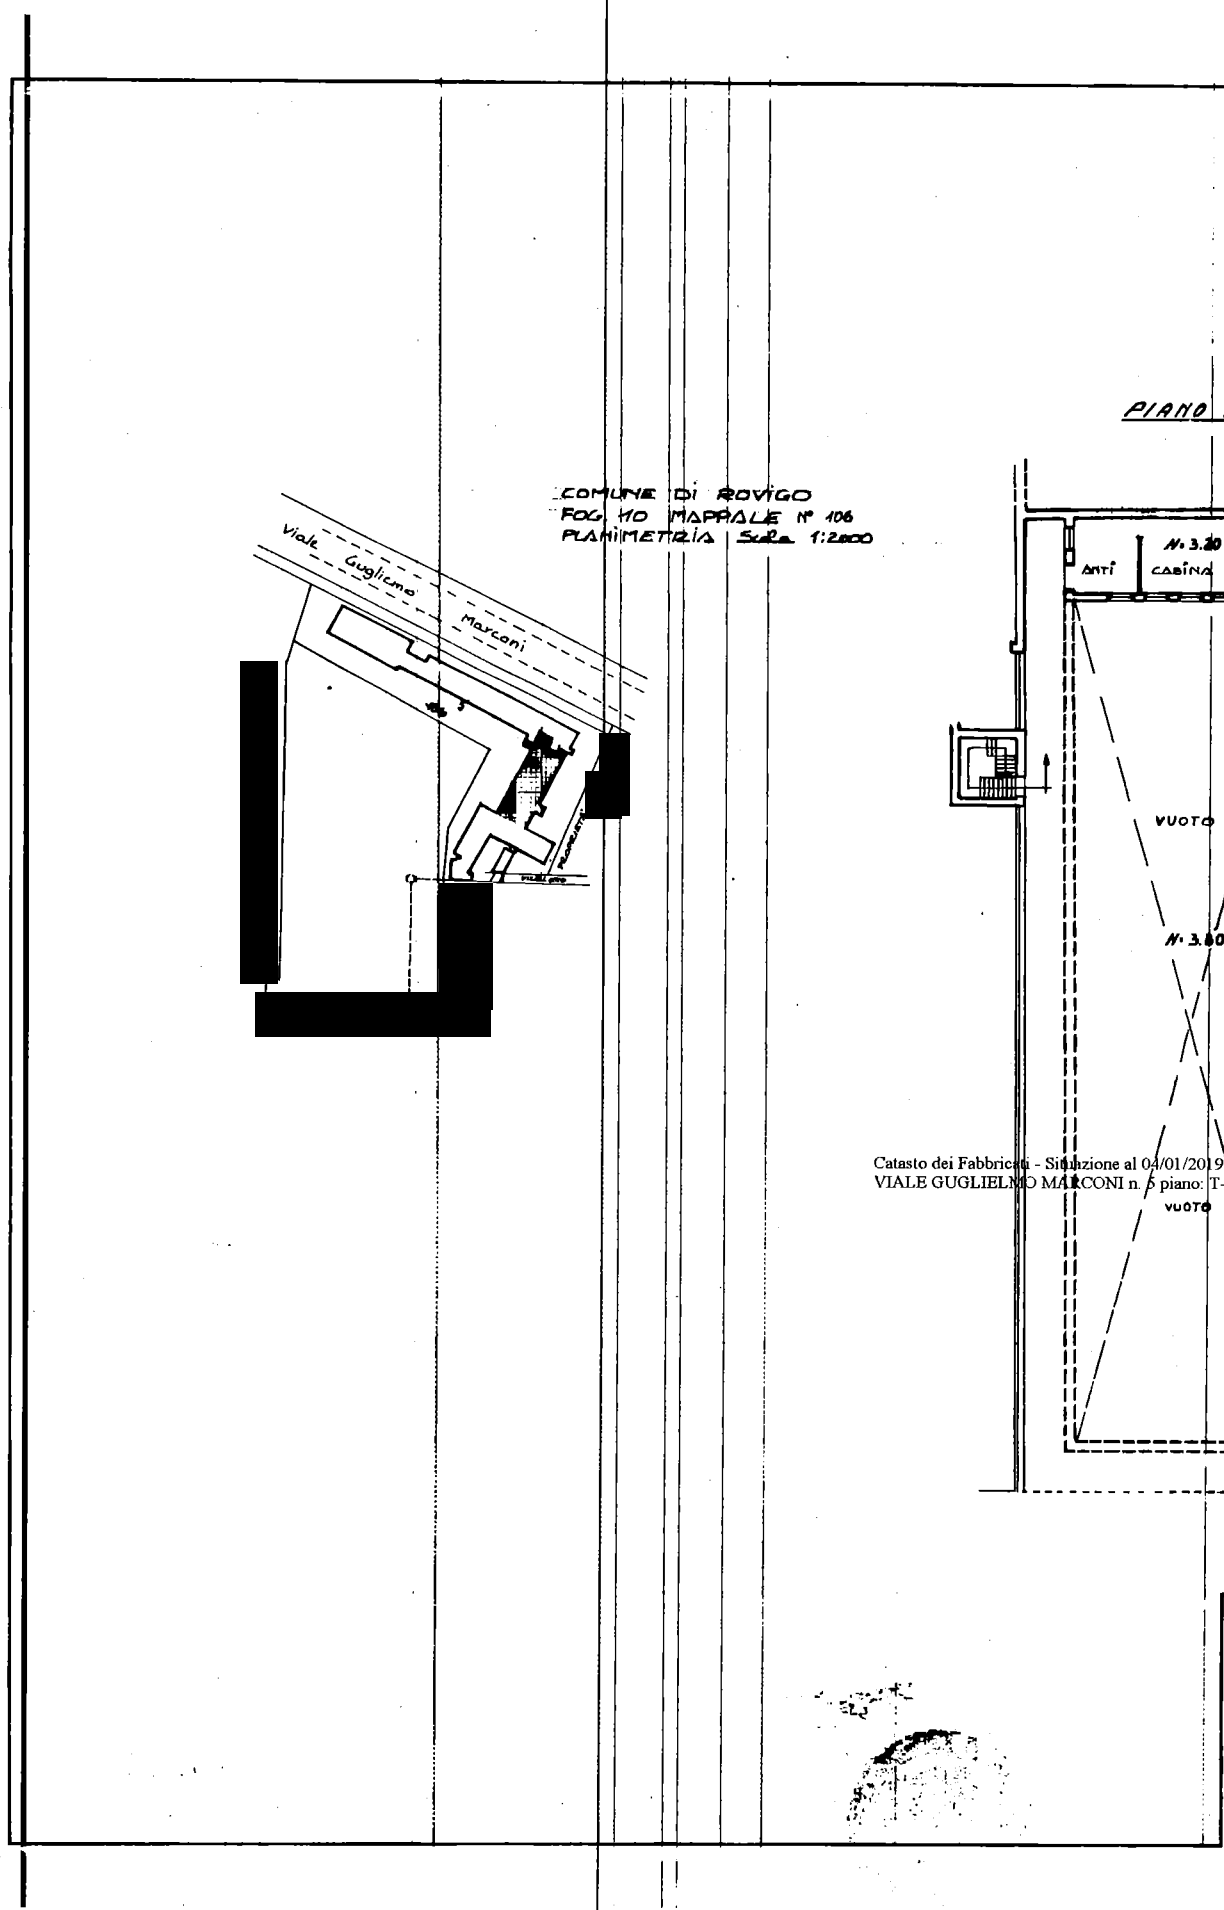 PIANO
COMUNE DI ROVIGO
FOG. 10 MAPPALE N° 106
PLANIMETRIA Scala 1:2000
Viale Guglielmo Marconi
H= 3.20
ANTI CABINA
VUOTO
PROPRIETA'
H= 3.80
Catasto dei Fabbricati - Situazione al 04/01/2019
VIALE GUGLIELMO MARCONI n. 5 piano: T-
VUOTO